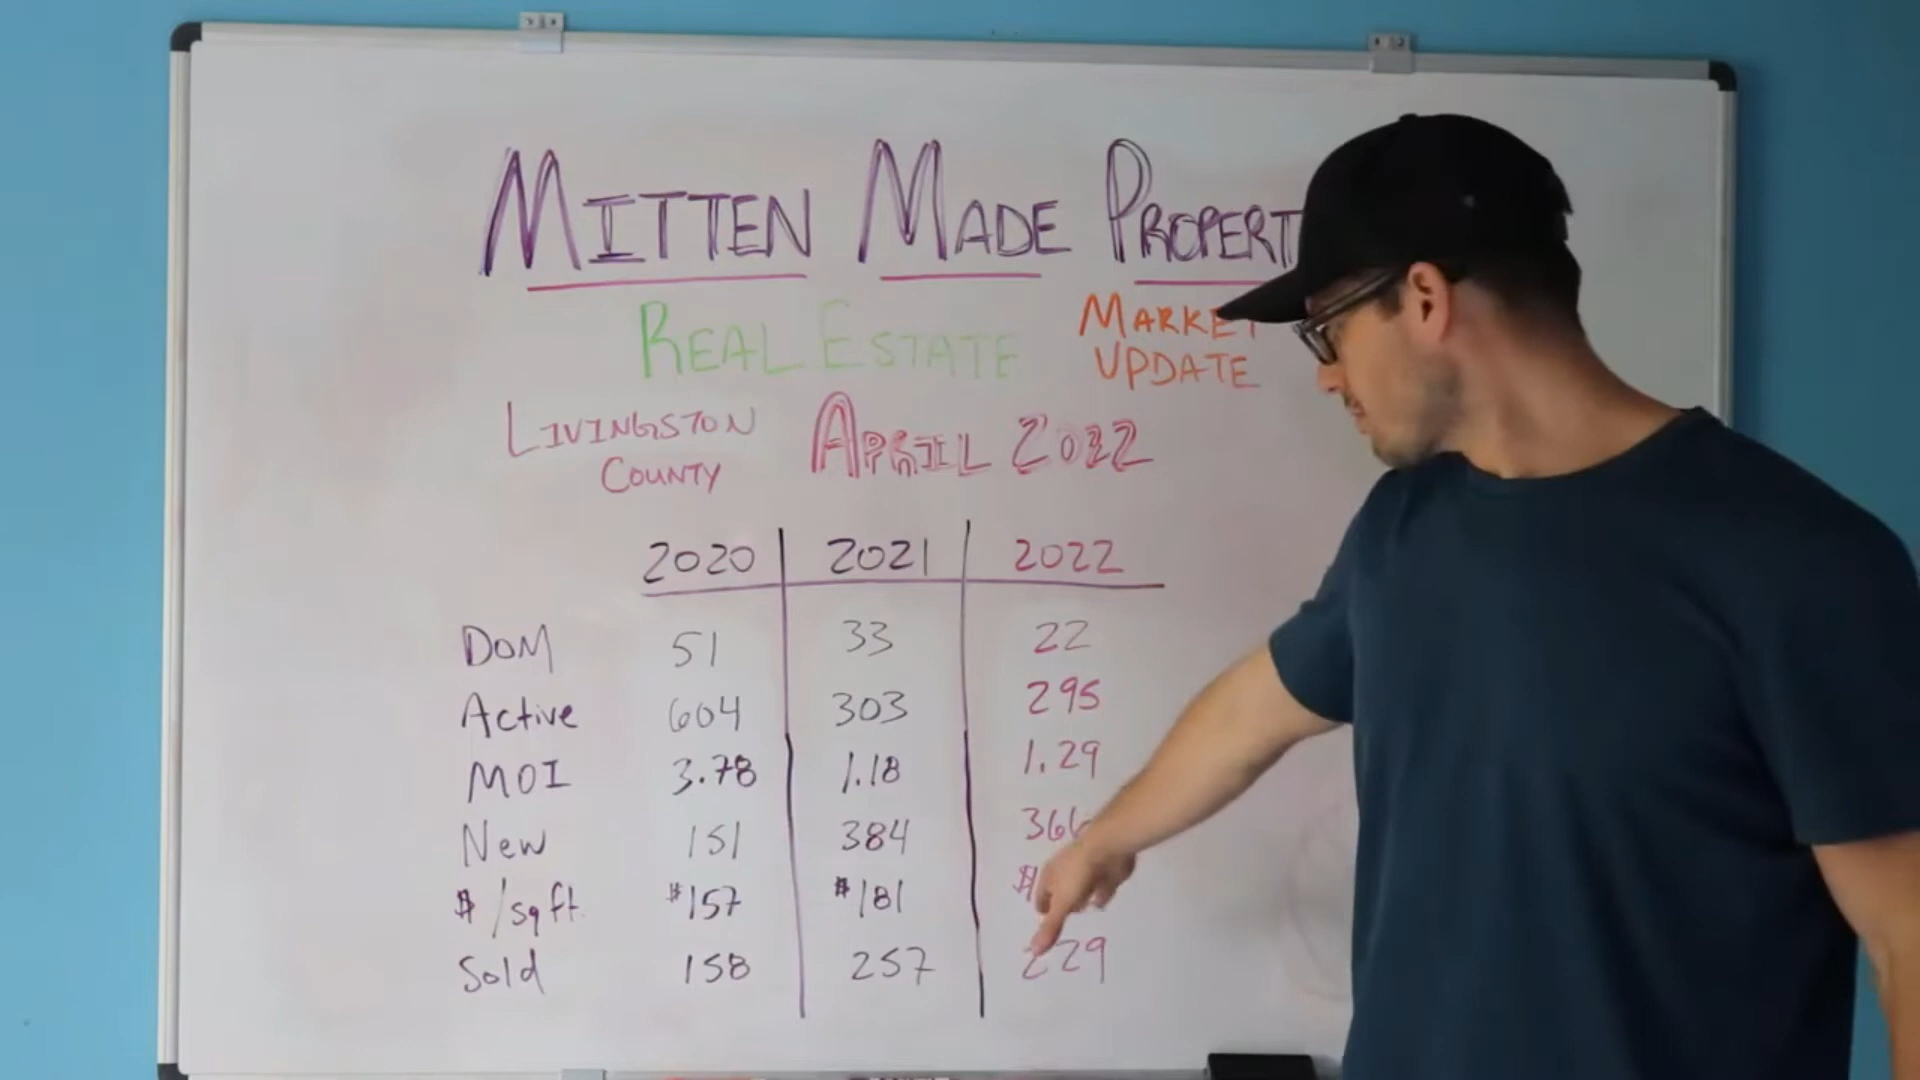 MITTEN MADE PROPERT
REAL ESTATE
MARKET
UPDATE
LIVINGSTON
COUNTY
APRIL 2022
2020 2021 2022
DOM 51 33 22
Active 604 303 295
MOI 3.78 1.18 1.29
New 151 384 366
$/sqft. $157 $181 $
Sold 158 257 229